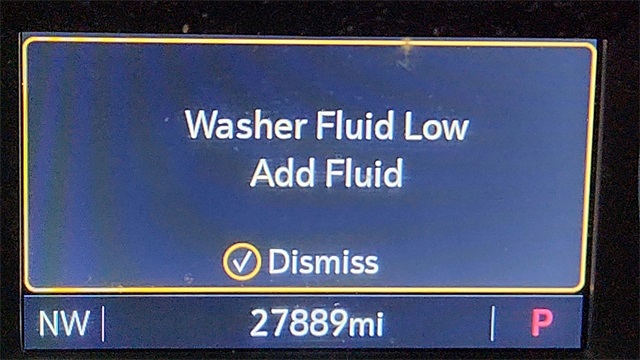 Washer Fluid Low
Add Fluid
Dismiss
NW 27889mi P